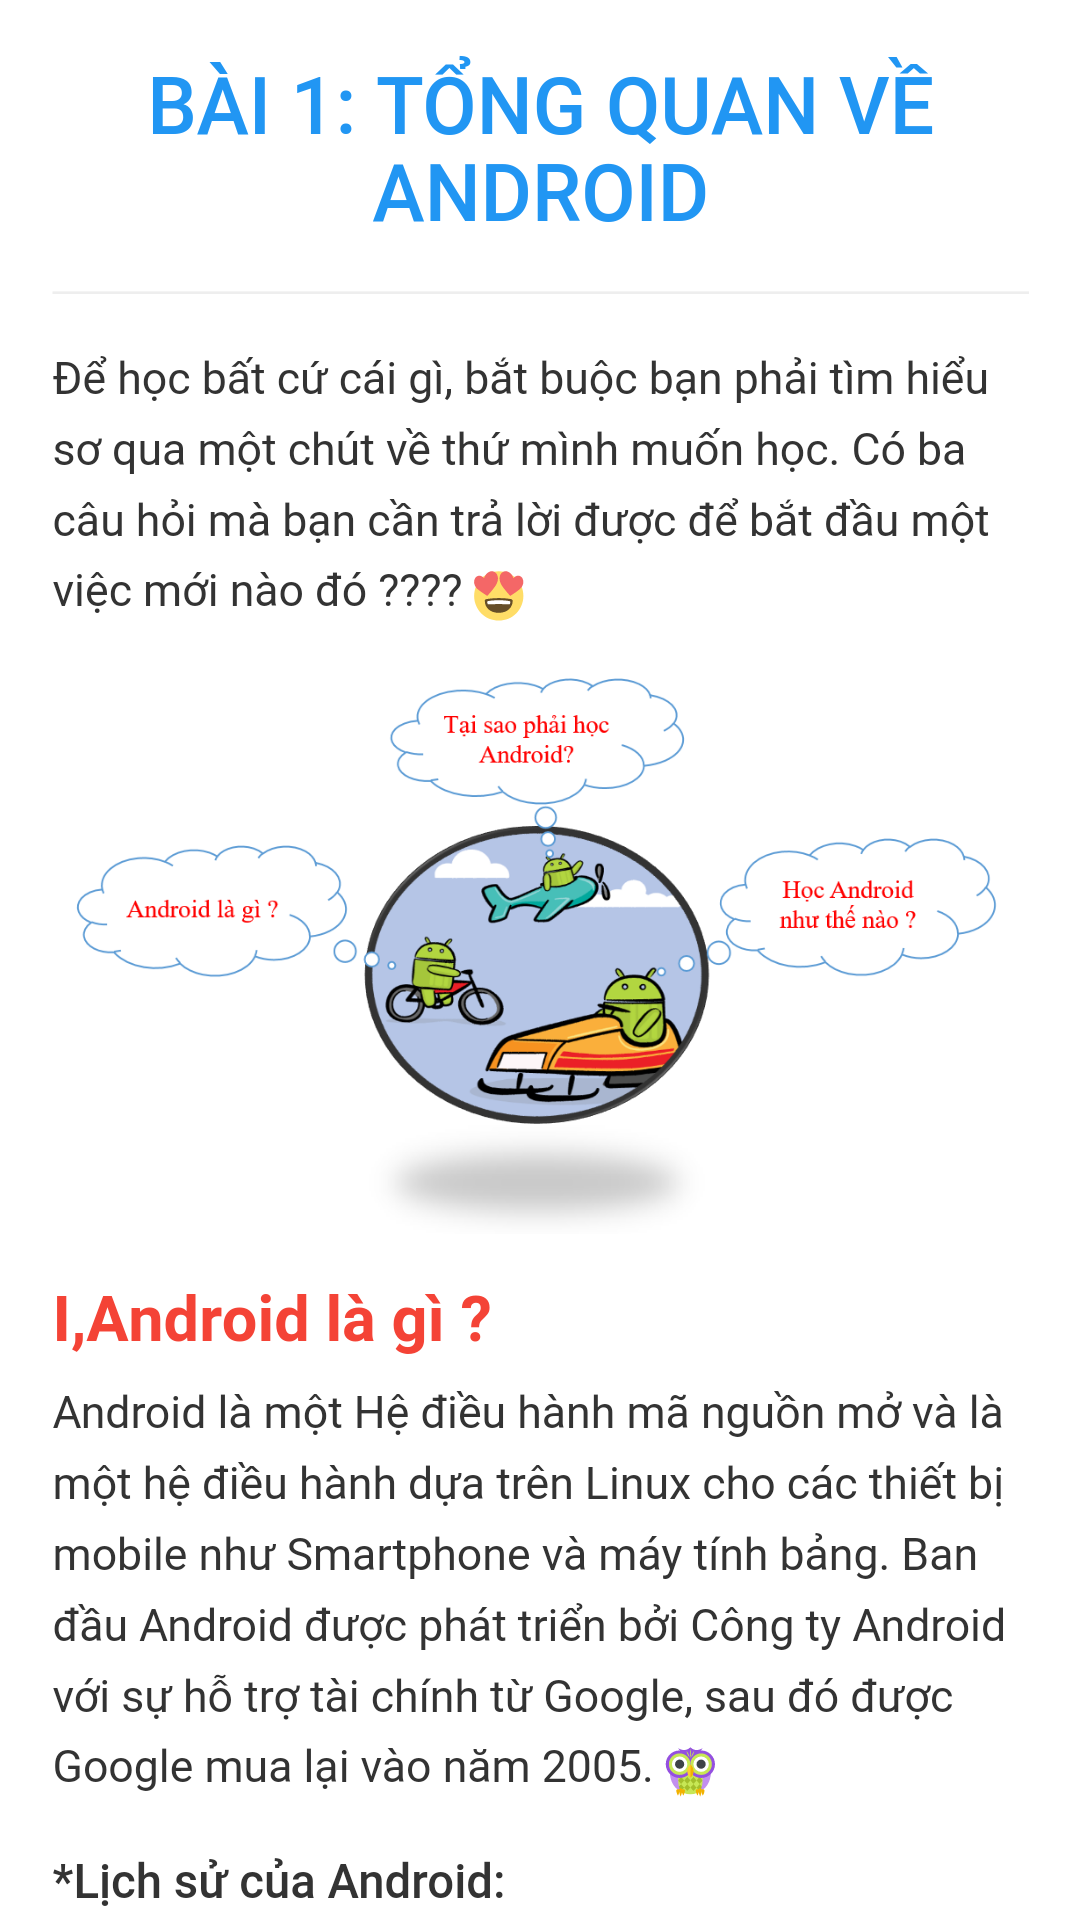 BÀI 1: TỔNG QUAN VỀ
ANDROID
Để học bất cứ cái gì, bắt buộc bạn phải tìm hiểu
sơ qua một chút về thứ mình muốn học. Có ba
câu hỏi mà bạn cần trả lời được để bắt đầu một
việc mới nào đó ???? 😍
Tại sao phải học
Android?
Android là gì ?
Học Android
như thế nào ?
I,Android là gì ?
Android là một Hệ điều hành mã nguồn mở và là
một hệ điều hành dựa trên Linux cho các thiết bị
mobile như Smartphone và máy tính bảng. Ban
đầu Android được phát triển bởi Công ty Android
với sự hỗ trợ tài chính từ Google, sau đó được
Google mua lại vào năm 2005. 🦉
*Lịch sử của Android: